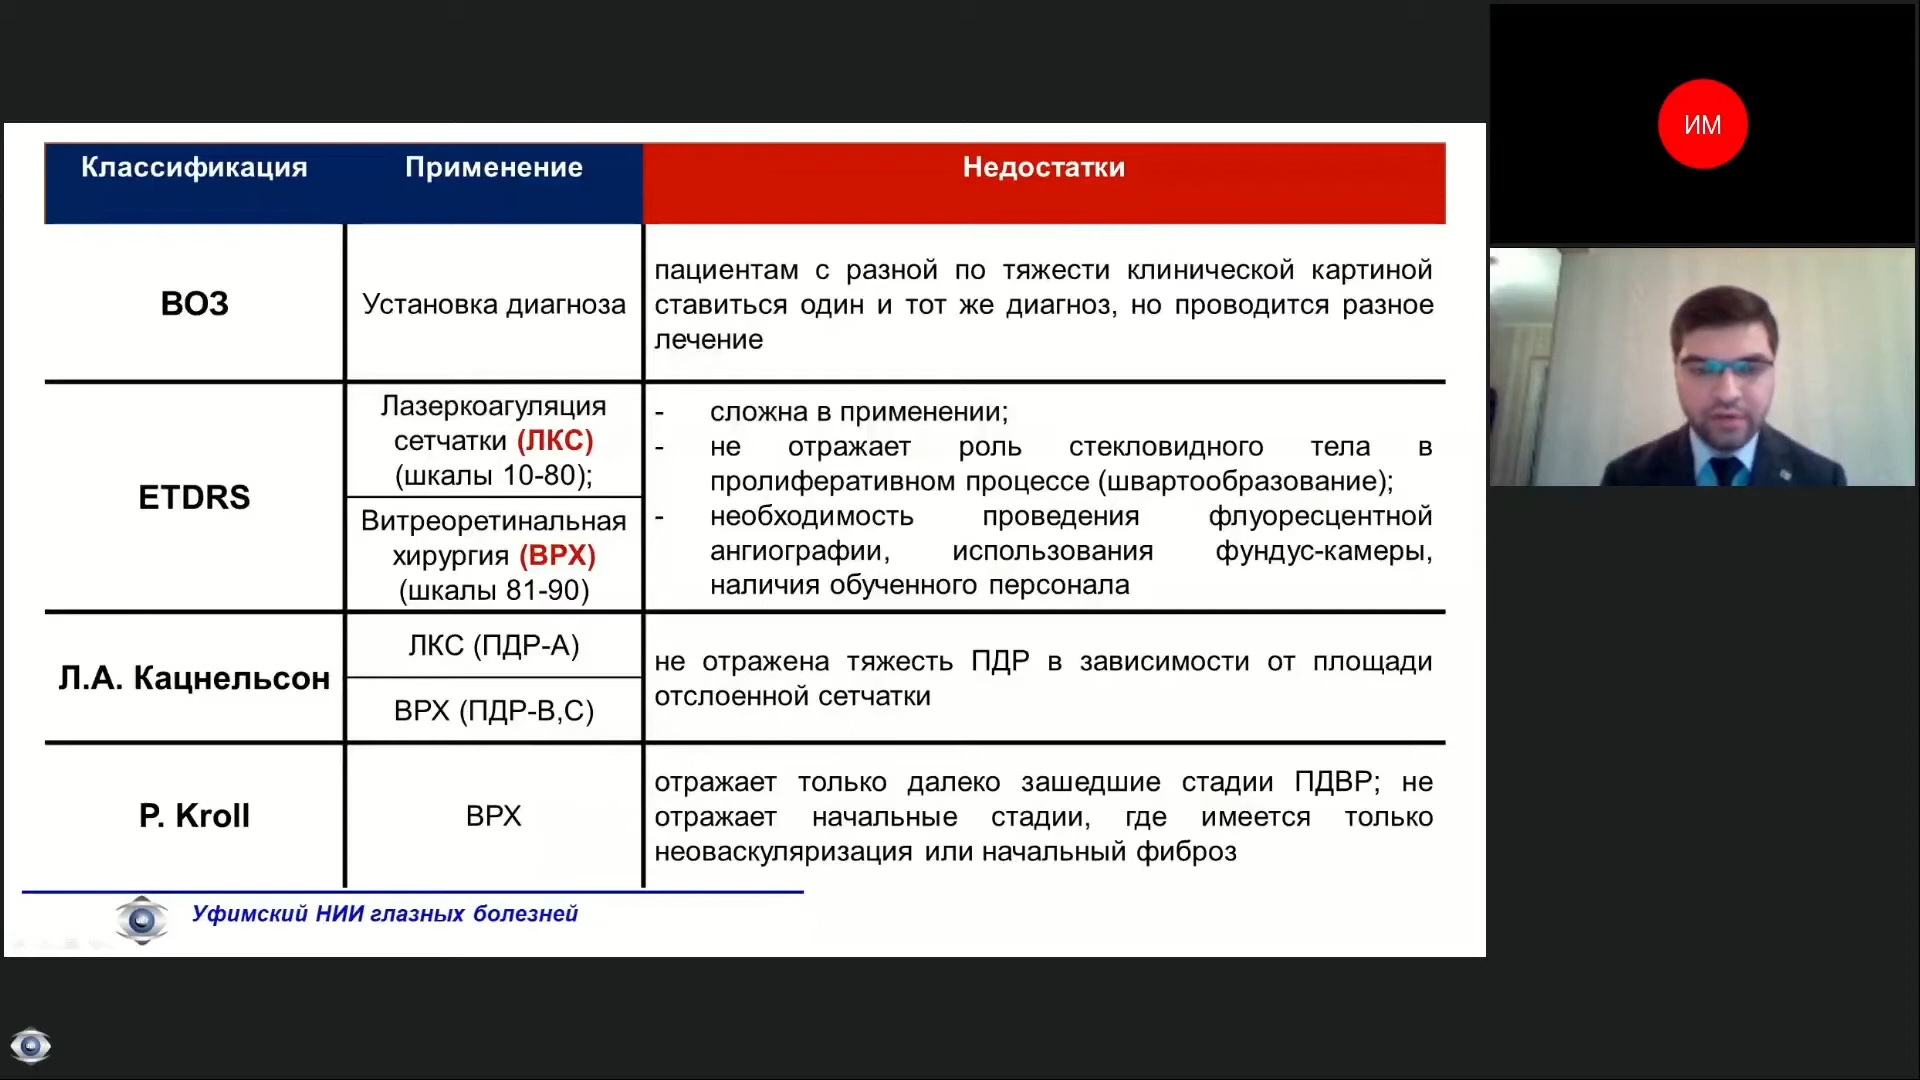 Классификация
Применение
Недостатки
ВОЗ
Установка диагноза
пациентам с разной по тяжести клинической картиной
ставиться один и тот же диагноз, но проводится разное
лечение
ETDRS
Лазеркоагуляция
сетчатки (ЛКС)
(шкалы 10-80);
Витреоретинальная
хирургия (ВРХ)
(шкалы 81-90)
- сложна в применении;
- не отражает роль стекловидного тела в
пролиферативном процессе (швартообразование);
- необходимость проведения флуоресцентной
ангиографии, использования фундус-камеры,
наличия обученного персонала
Л.А. Кацнельсон
ЛКС (ПДР-А)
ВРХ (ПДР-В,С)
не отражена тяжесть ПДР в зависимости от площади
отслоенной сетчатки
P. Kroll
ВРХ
отражает только далеко зашедшие стадии ПДВР; не
отражает начальные стадии, где имеется только
неоваскуляризация или начальный фиброз
Уфимский НИИ глазных болезней
ИМ